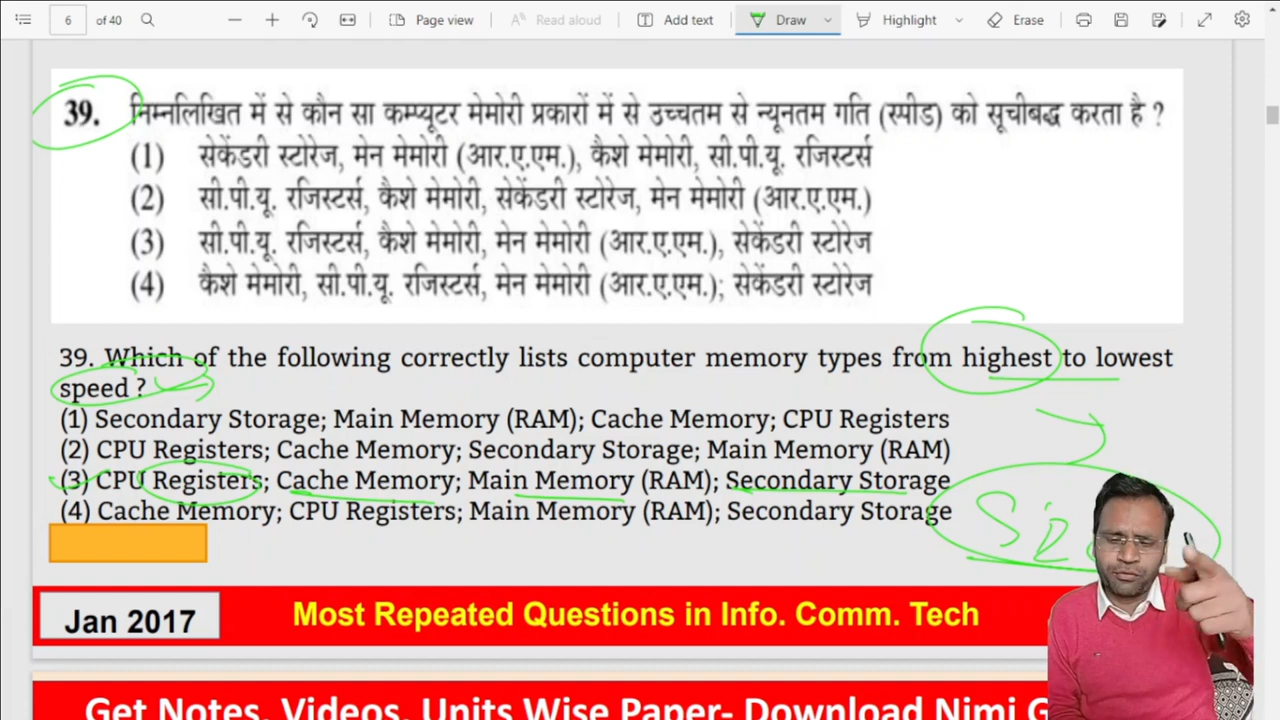 6 of 40 Page view Read aloud Add text Draw Highlight Erase
39. निम्नलिखित में से कौन सा कम्प्यूटर मेमोरी प्रकारों में से उच्चतम से न्यूनतम गति (स्पीड) को सूचीबद्ध करता है ?
(1) सेकेंडरी स्टोरेज, मेन मेमोरी (आर.ए.एम.), कैशे मेमोरी, सी.पी.यू. रजिस्टर्स
(2) सी.पी.यू. रजिस्टर्स, कैशे मेमोरी, सेकेंडरी स्टोरेज, मेन मेमोरी (आर.ए.एम.)
(3) सी.पी.यू. रजिस्टर्स, कैशे मेमोरी, मेन मेमोरी (आर.ए.एम.), सेकेंडरी स्टोरेज
(4) कैशे मेमोरी, सी.पी.यू. रजिस्टर्स, मेन मेमोरी (आर.ए.एम.); सेकेंडरी स्टोरेज
39. Which of the following correctly lists computer memory types from highest to lowest
speed ?
(1) Secondary Storage; Main Memory (RAM); Cache Memory; CPU Registers
(2) CPU Registers; Cache Memory; Secondary Storage; Main Memory (RAM)
(3) CPU Registers; Cache Memory; Main Memory (RAM); Secondary Storage
(4) Cache Memory; CPU Registers; Main Memory (RAM); Secondary Storage
Jan 2017 Most Repeated Questions in Info. Comm. Tech
Get Notes, Videos, Units Wise Paper- Download Nimi